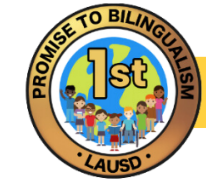 PROMISE TO BILINGUALISM
1st
• LAUSD •